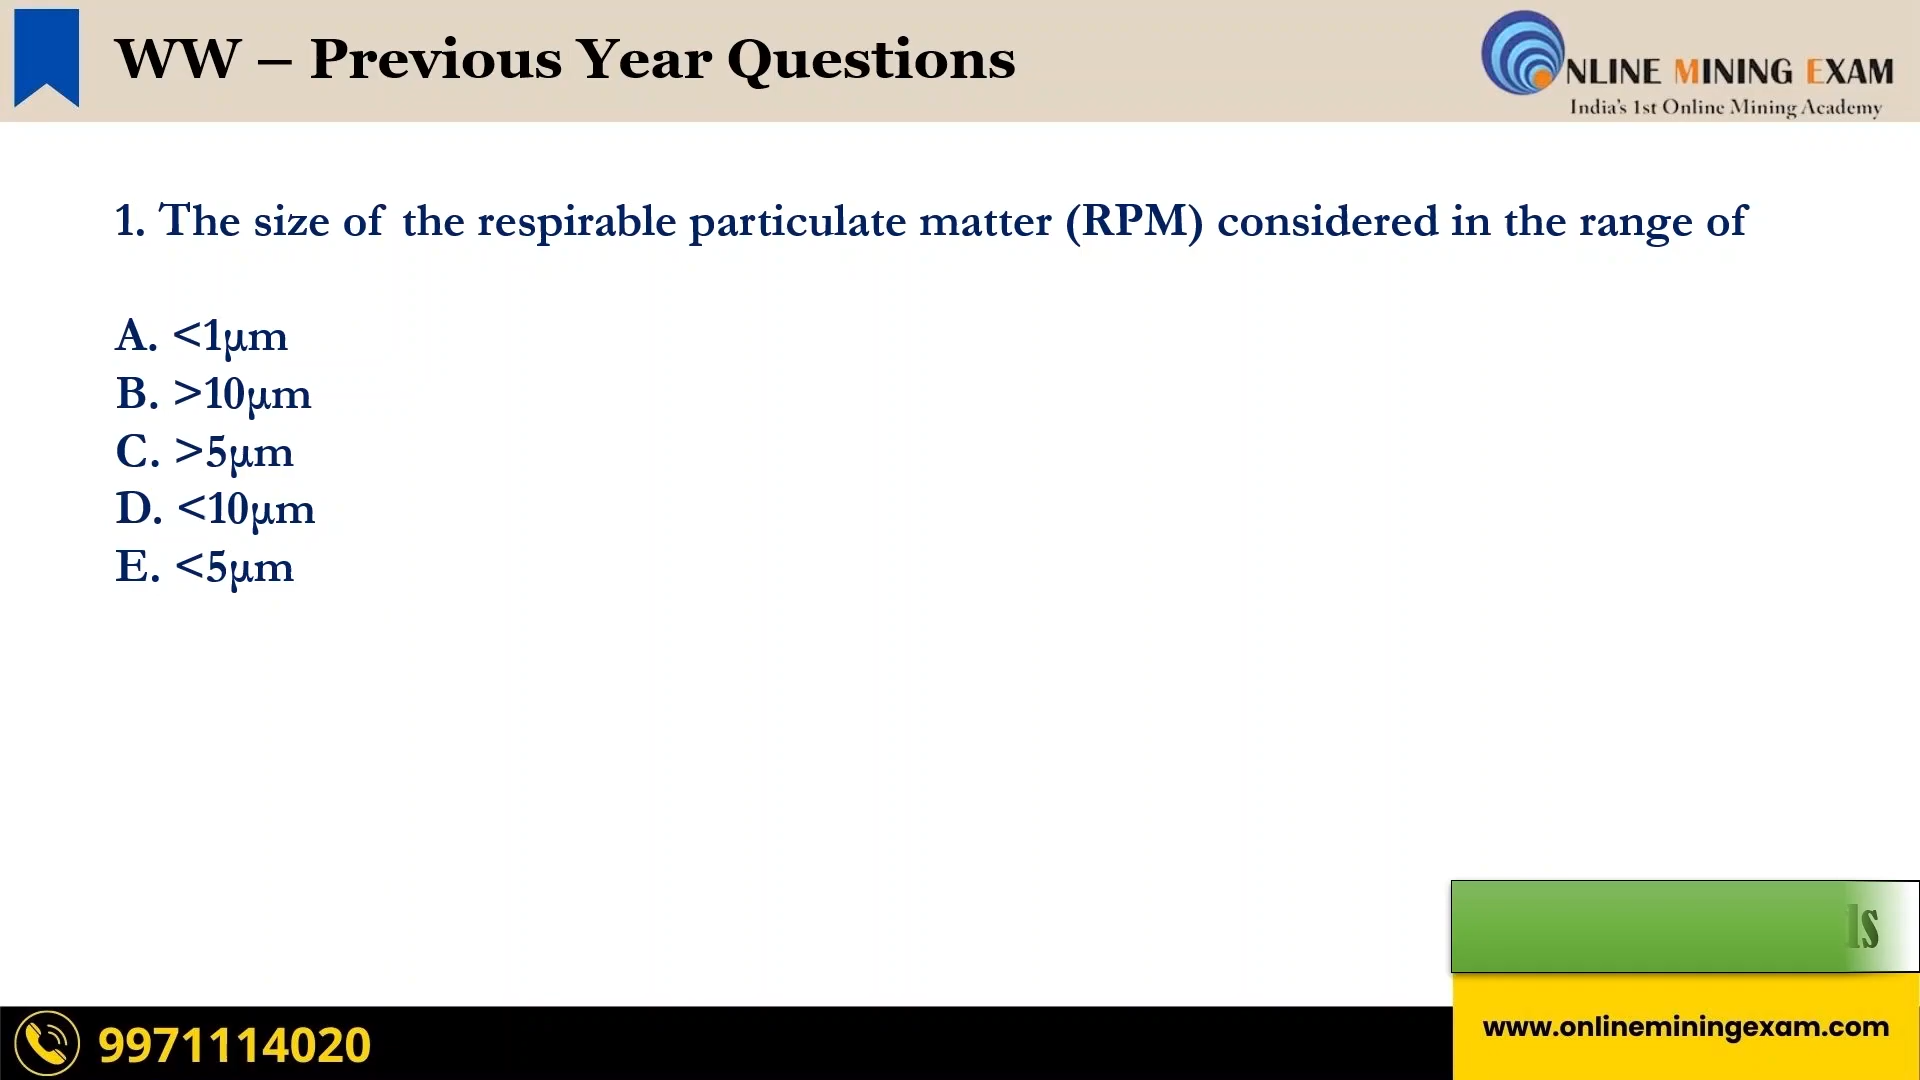 WW – Previous Year Questions
NLINE MINING EXAM
India's 1st Online Mining Academy
1. The size of the respirable particulate matter (RPM) considered in the range of
A. <1μm
B. >10μm
C. >5μm
D. <10μm
E. <5μm
9971114020
www.onlineminingexam.com